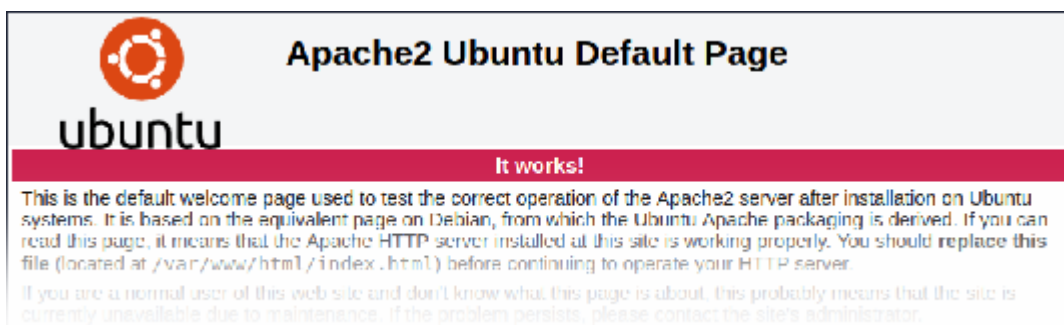 Apache2 Ubuntu Default Page
ubuntu
It works!
This is the default welcome page used to test the correct operation of the Apache2 server after installation on Ubuntu
systems. It is based on the equivalent page on Debian, from which the Ubuntu Apache packaging is derived. If you can
read this page, it means that the Apache HTTP server installed at this site is working properly. You should replace this
file (located at /var/www/html/index.html) before continuing to operate your HTTP server.
If you are a normal user of this web site and don't know what this page is about, this probably means that the site is
currently unavailable due to maintenance. If the problem persists, please contact the site's administrator.